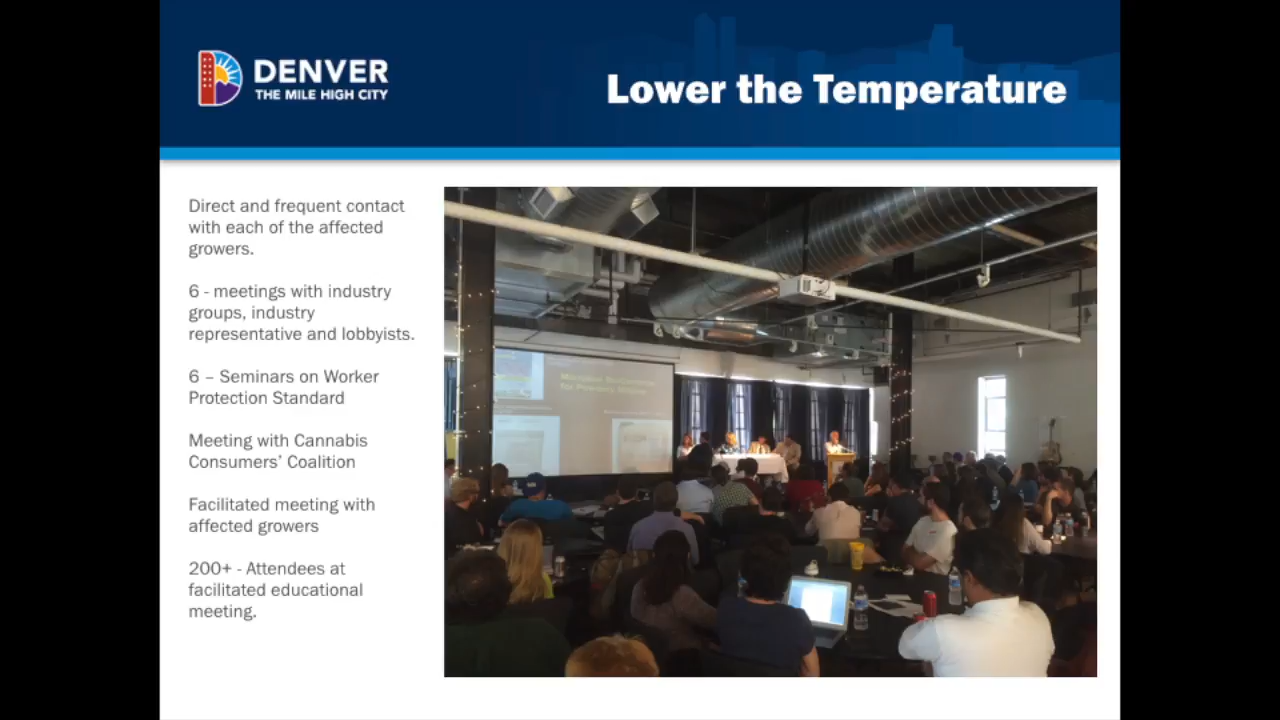 DENVER
THE MILE HIGH CITY
Lower the Temperature
Direct and frequent contact
with each of the affected
growers.
6 - meetings with industry
groups, industry
representative and lobbyists.
6 – Seminars on Worker
Protection Standard
Meeting with Cannabis
Consumers’ Coalition
Facilitated meeting with
affected growers
200+ - Attendees at
facilitated educational
meeting.